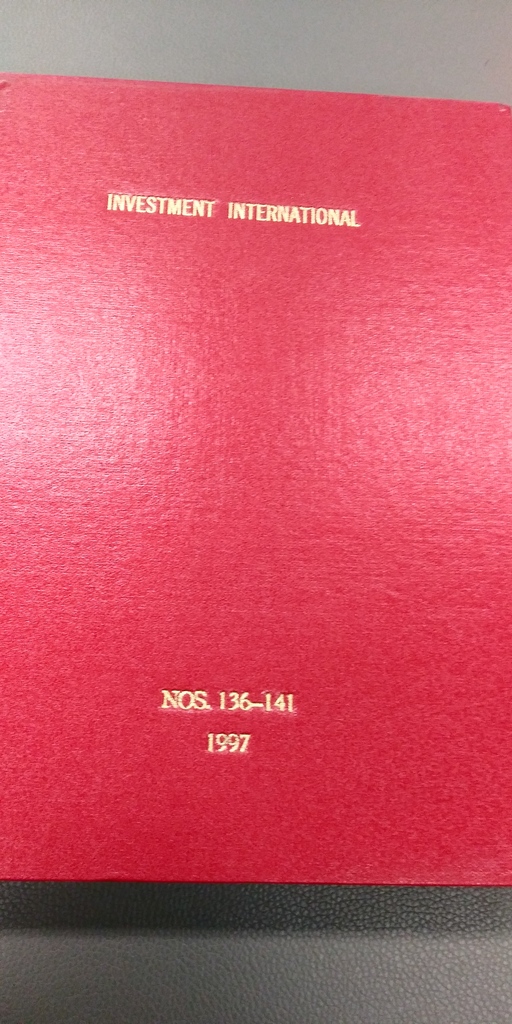 INVESTMENT INTERNATIONAL
NOS. 136–141
1997